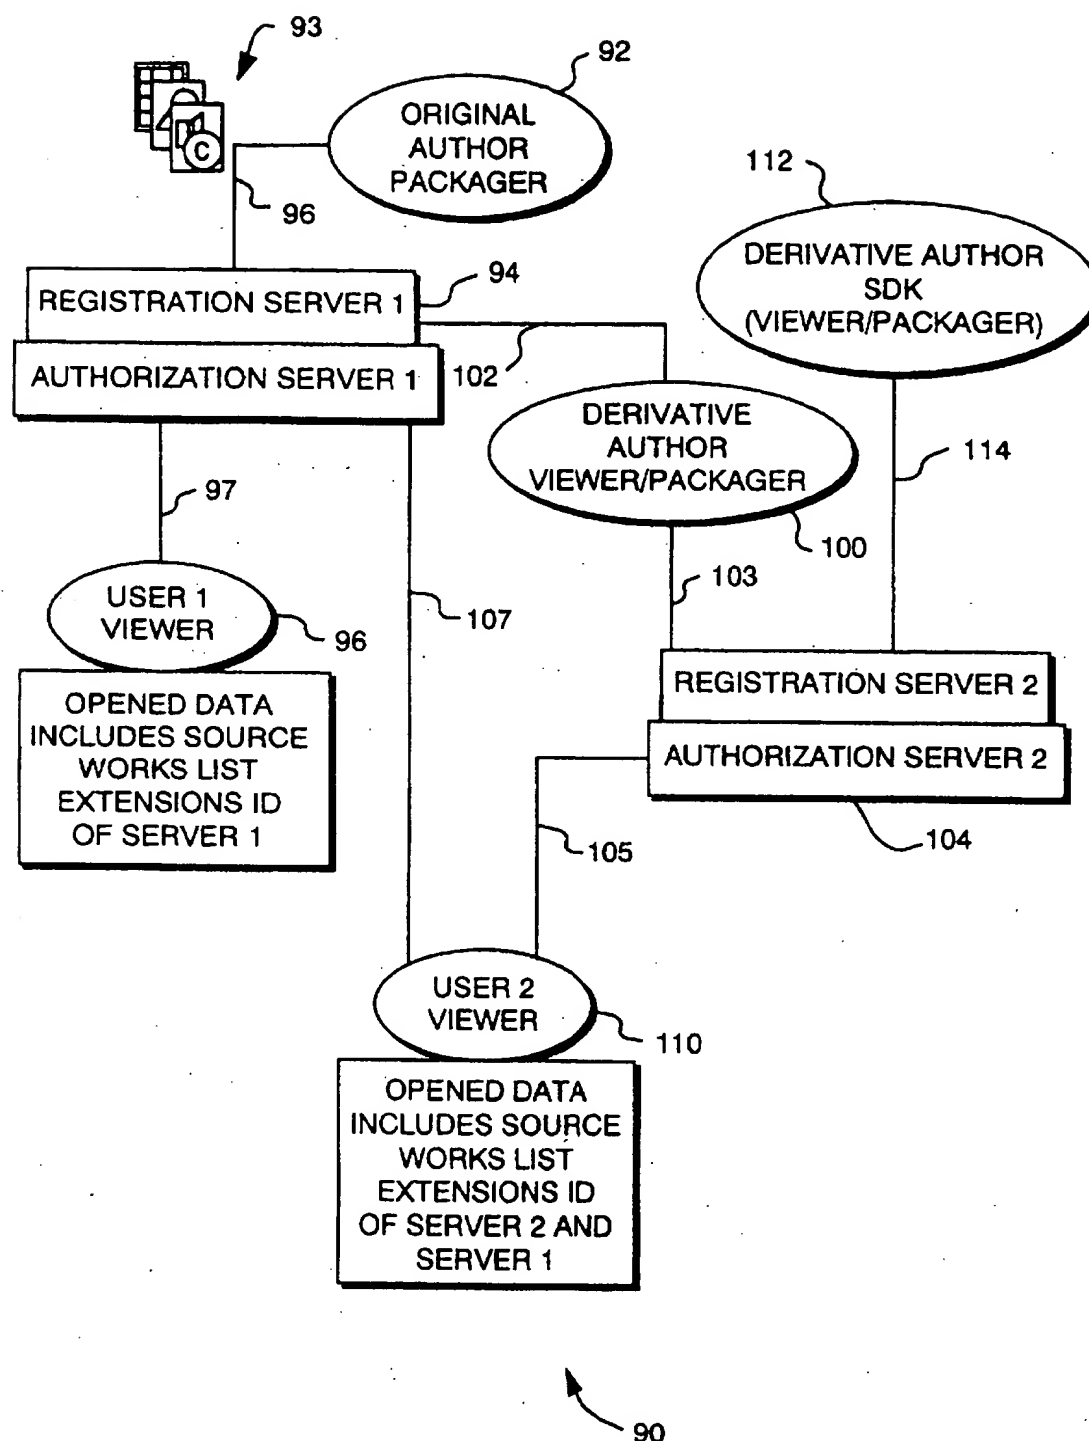 93
92
ORIGINAL
AUTHOR
PACKAGER
C
96
112
DERIVATIVE AUTHOR
SDK
(VIEWER/PACKAGER)
94
REGISTRATION SERVER 1
AUTHORIZATION SERVER 1
102
DERIVATIVE
AUTHOR
VIEWER/PACKAGER
114
97
100
103
107
USER 1
VIEWER
96
REGISTRATION SERVER 2
AUTHORIZATION SERVER 2
OPENED DATA
INCLUDES SOURCE
WORKS LIST
EXTENSIONS ID
OF SERVER 1
105
104
USER 2
VIEWER
110
OPENED DATA
INCLUDES SOURCE
WORKS LIST
EXTENSIONS ID
OF SERVER 2 AND
SERVER 1
90